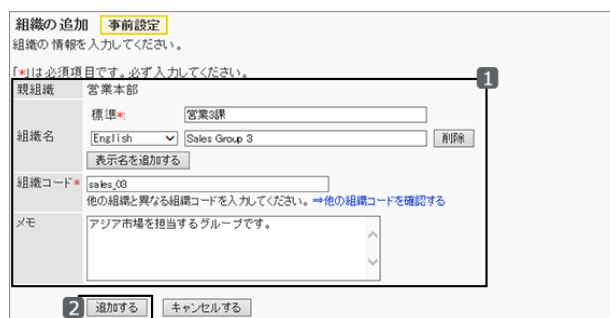 組織の追加 事前設定
組織の情報を入力してください。
「*」は必須項目です。必ず入力してください。
1
親組織 営業本部
標準*: 営業3課
組織名 English Sales Group 3 削除
表示名を追加する
組織コード* sales_03
他の組織と異なる組織コードを入力してください。⇒他の組織コードを確認する
メモ アジア市場を担当するグループです。
2 追加する キャンセルする